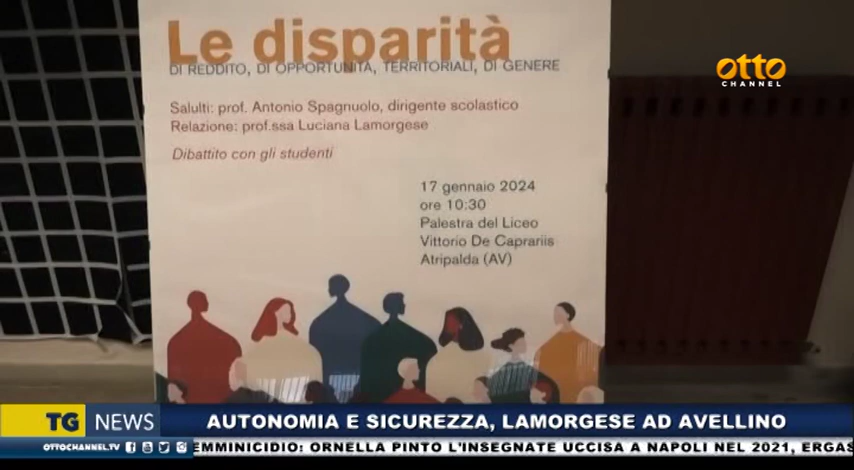 Le disparità
DI REDDITO, DI OPPORTUNITÀ, TERRITORIALI, DI GENERE
Salulti: prof. Antonio Spagnuolo, dirigente scolastico
Relazione: prof.ssa Luciana Lamorgese
Dibattito con gli studenti
17 gennaio 2024
ore 10:30
Palestra del Liceo
Vittorio De Caprariis
Atripalda (AV)
otto
CHANNEL
TG NEWS
AUTONOMIA E SICUREZZA, LAMORGESE AD AVELLINO
OTTOCHANNEL.TV
EMMINICIDIO: ORNELLA PINTO L'INSEGNATE UCCISA A NAPOLI NEL 2021, ERGAS